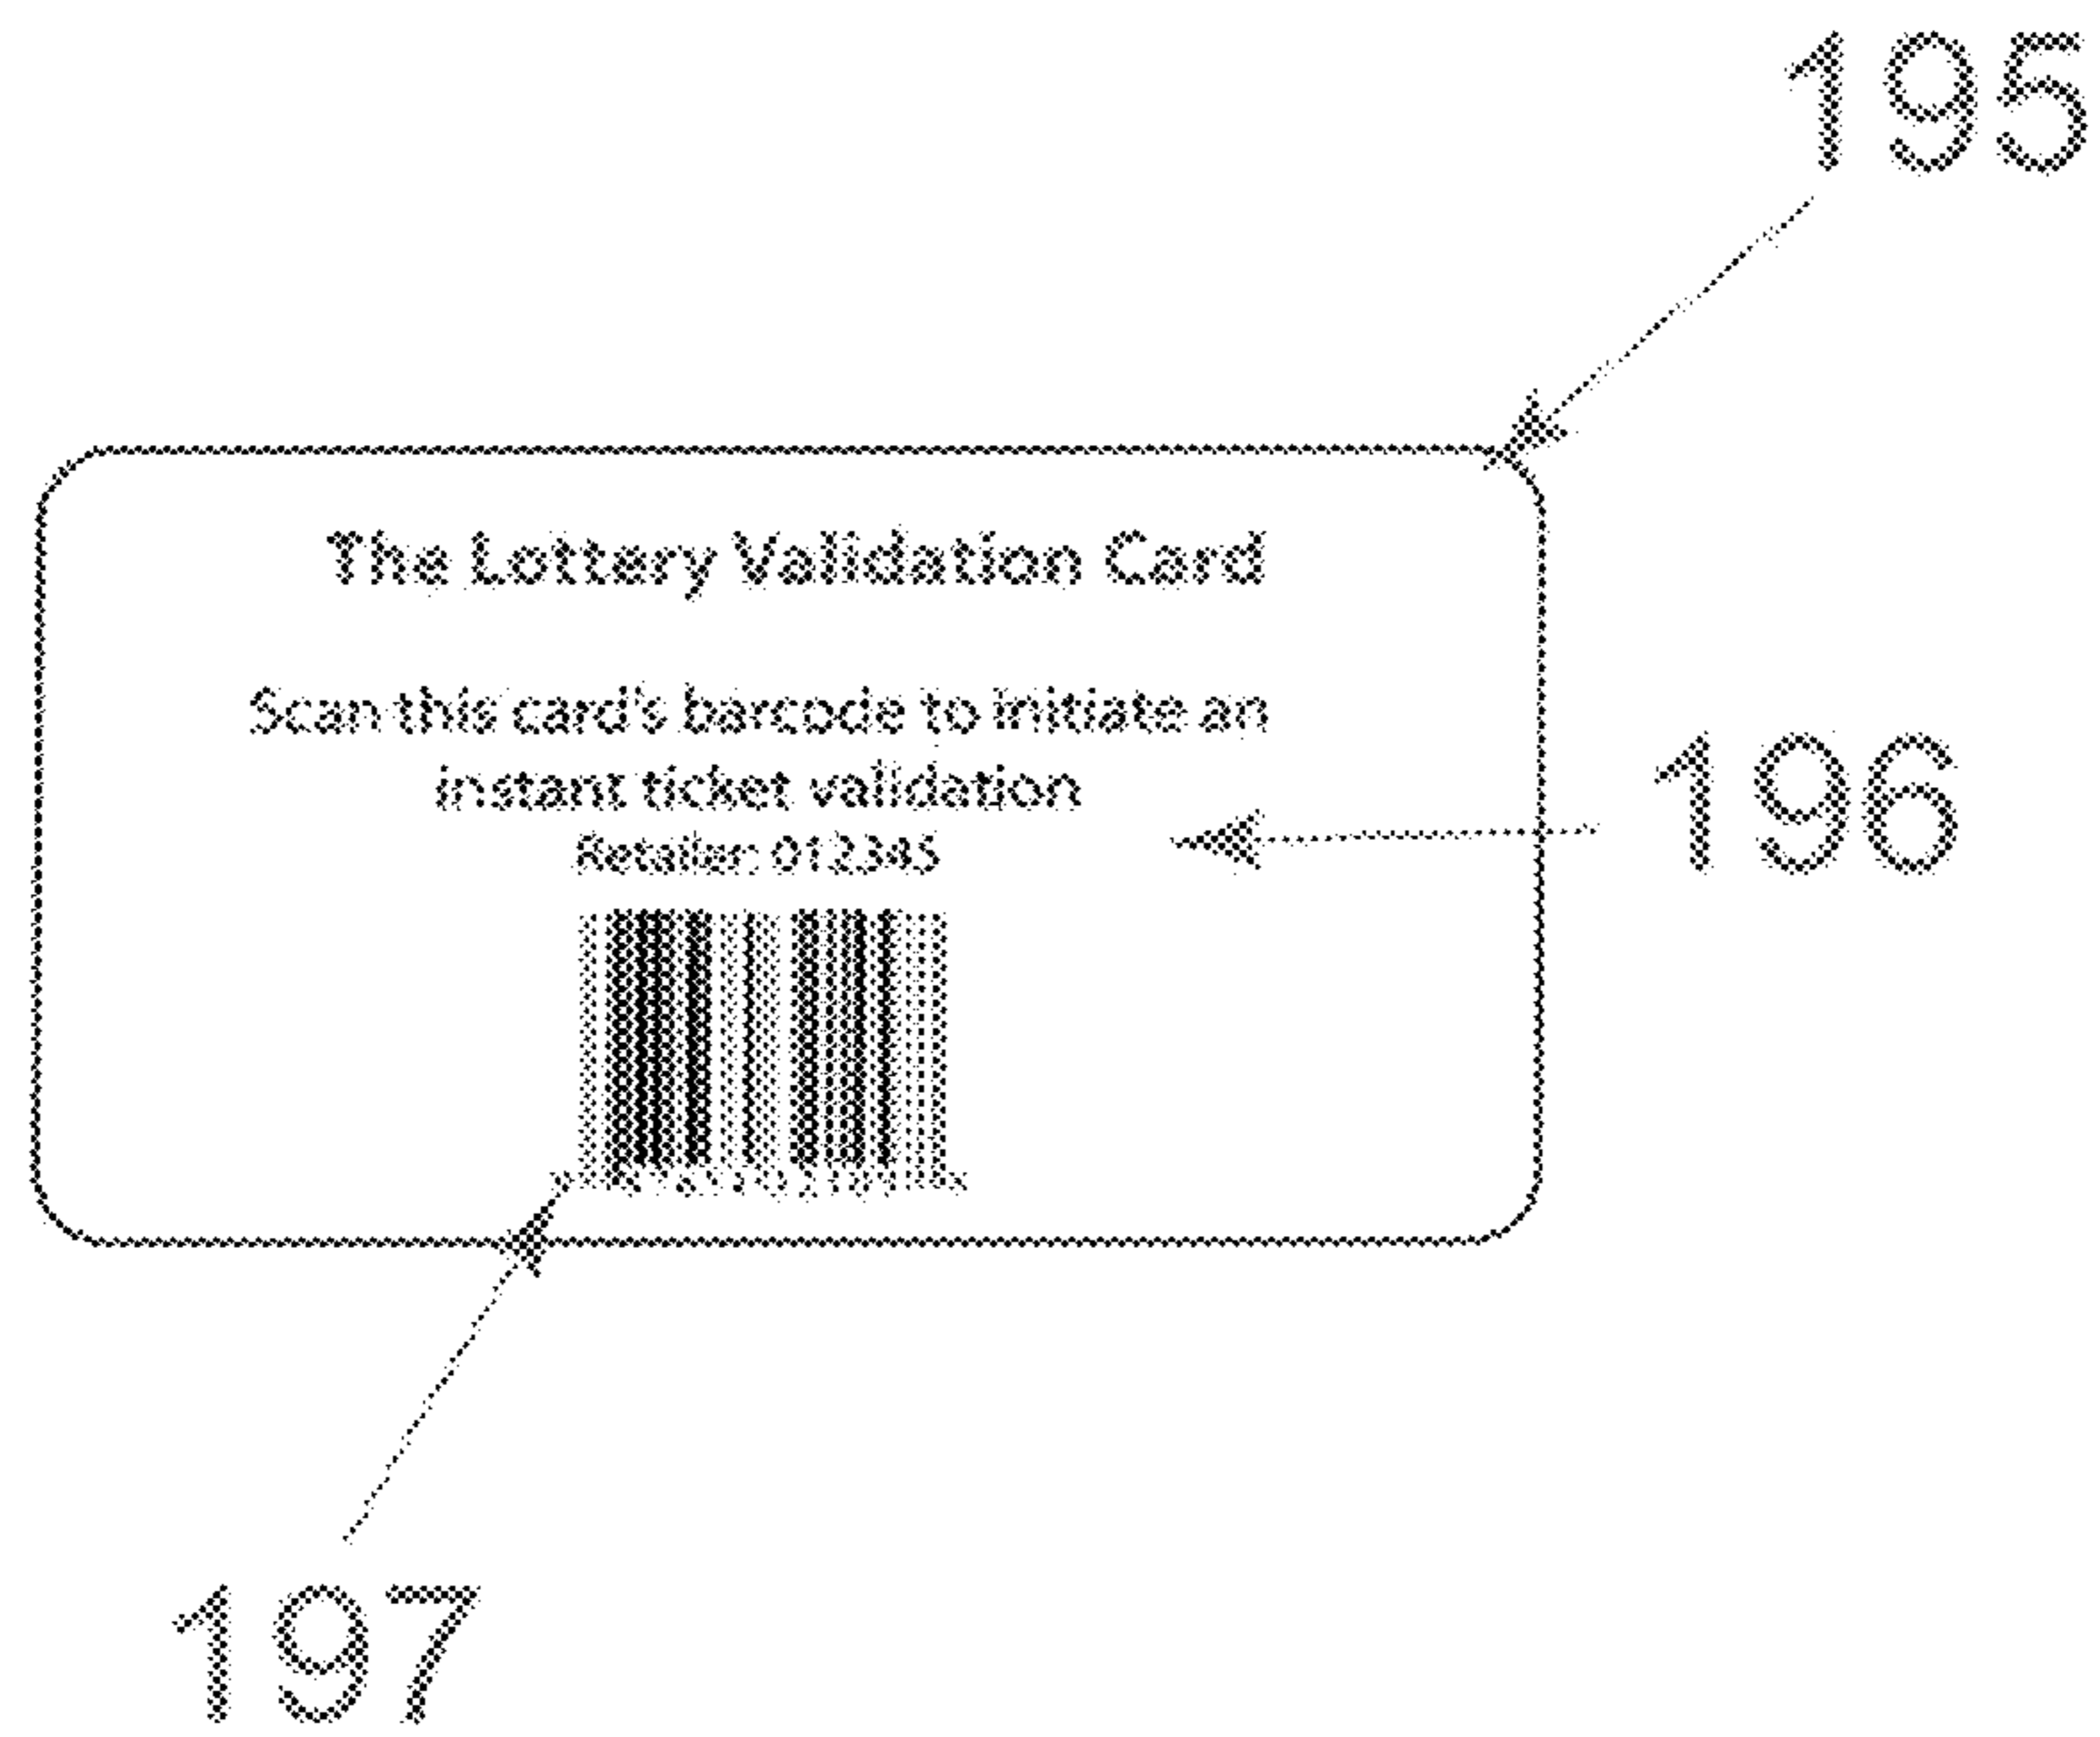 195
The Lottery Validation Card
Scan this card's barcode to initiate an
instant ticket validation
Retailer: 012345
196
197